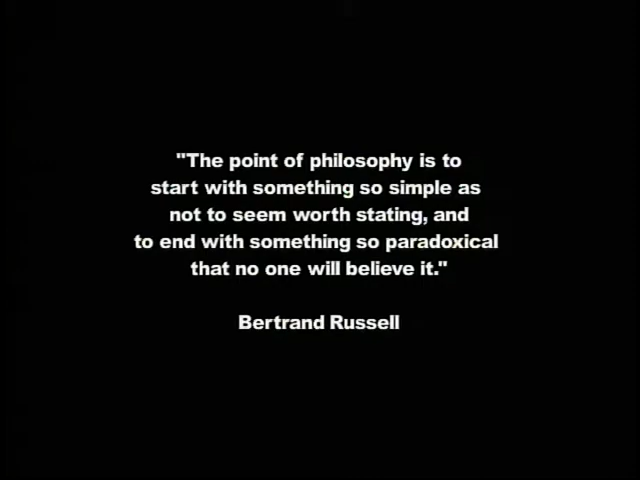 "The point of philosophy is to
start with something so simple as
not to seem worth stating, and
to end with something so paradoxical
that no one will believe it."
Bertrand Russell